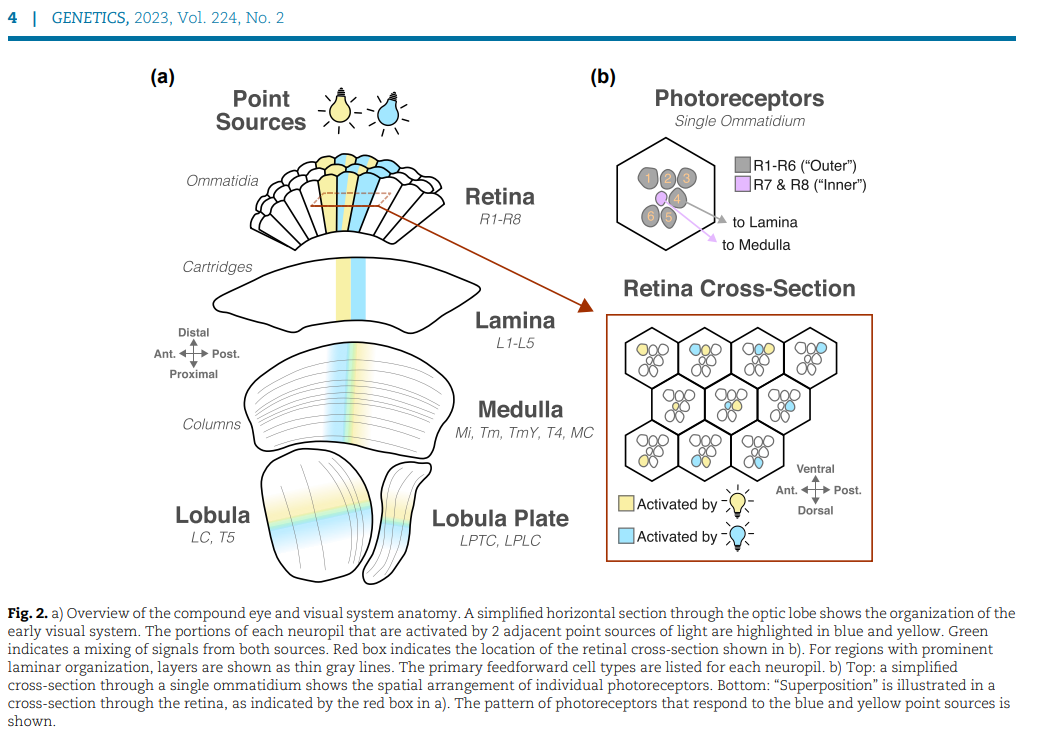 4 | GENETICS, 2023, Vol. 224, No. 2
(a)
Point
Sources
Ommatidia
Retina
R1-R8
Cartridges
Lamina
L1-L5
Distal
Ant. Post.
Proximal
Medulla
Mi, Tm, TmY, T4, MC
Columns
Lobula
LC, T5
Lobula Plate
LPTC, LPLC
(b)
Photoreceptors
Single Ommatidium
1 2 3
4
6 5
R1-R6 (“Outer”)
R7 & R8 (“Inner”)
to Lamina
to Medulla
Retina Cross-Section
Ventral
Ant. Post.
Dorsal
Activated by
Activated by
Fig. 2. a) Overview of the compound eye and visual system anatomy. A simplified horizontal section through the optic lobe shows the organization of the
early visual system. The portions of each neuropil that are activated by 2 adjacent point sources of light are highlighted in blue and yellow. Green
indicates a mixing of signals from both sources. Red box indicates the location of the retinal cross-section shown in b). For regions with prominent
laminar organization, layers are shown as thin gray lines. The primary feedforward cell types are listed for each neuropil. b) Top: a simplified
cross-section through a single ommatidium shows the spatial arrangement of individual photoreceptors. Bottom: “Superposition” is illustrated in a
cross-section through the retina, as indicated by the red box in a). The pattern of photoreceptors that respond to the blue and yellow point sources is
shown.